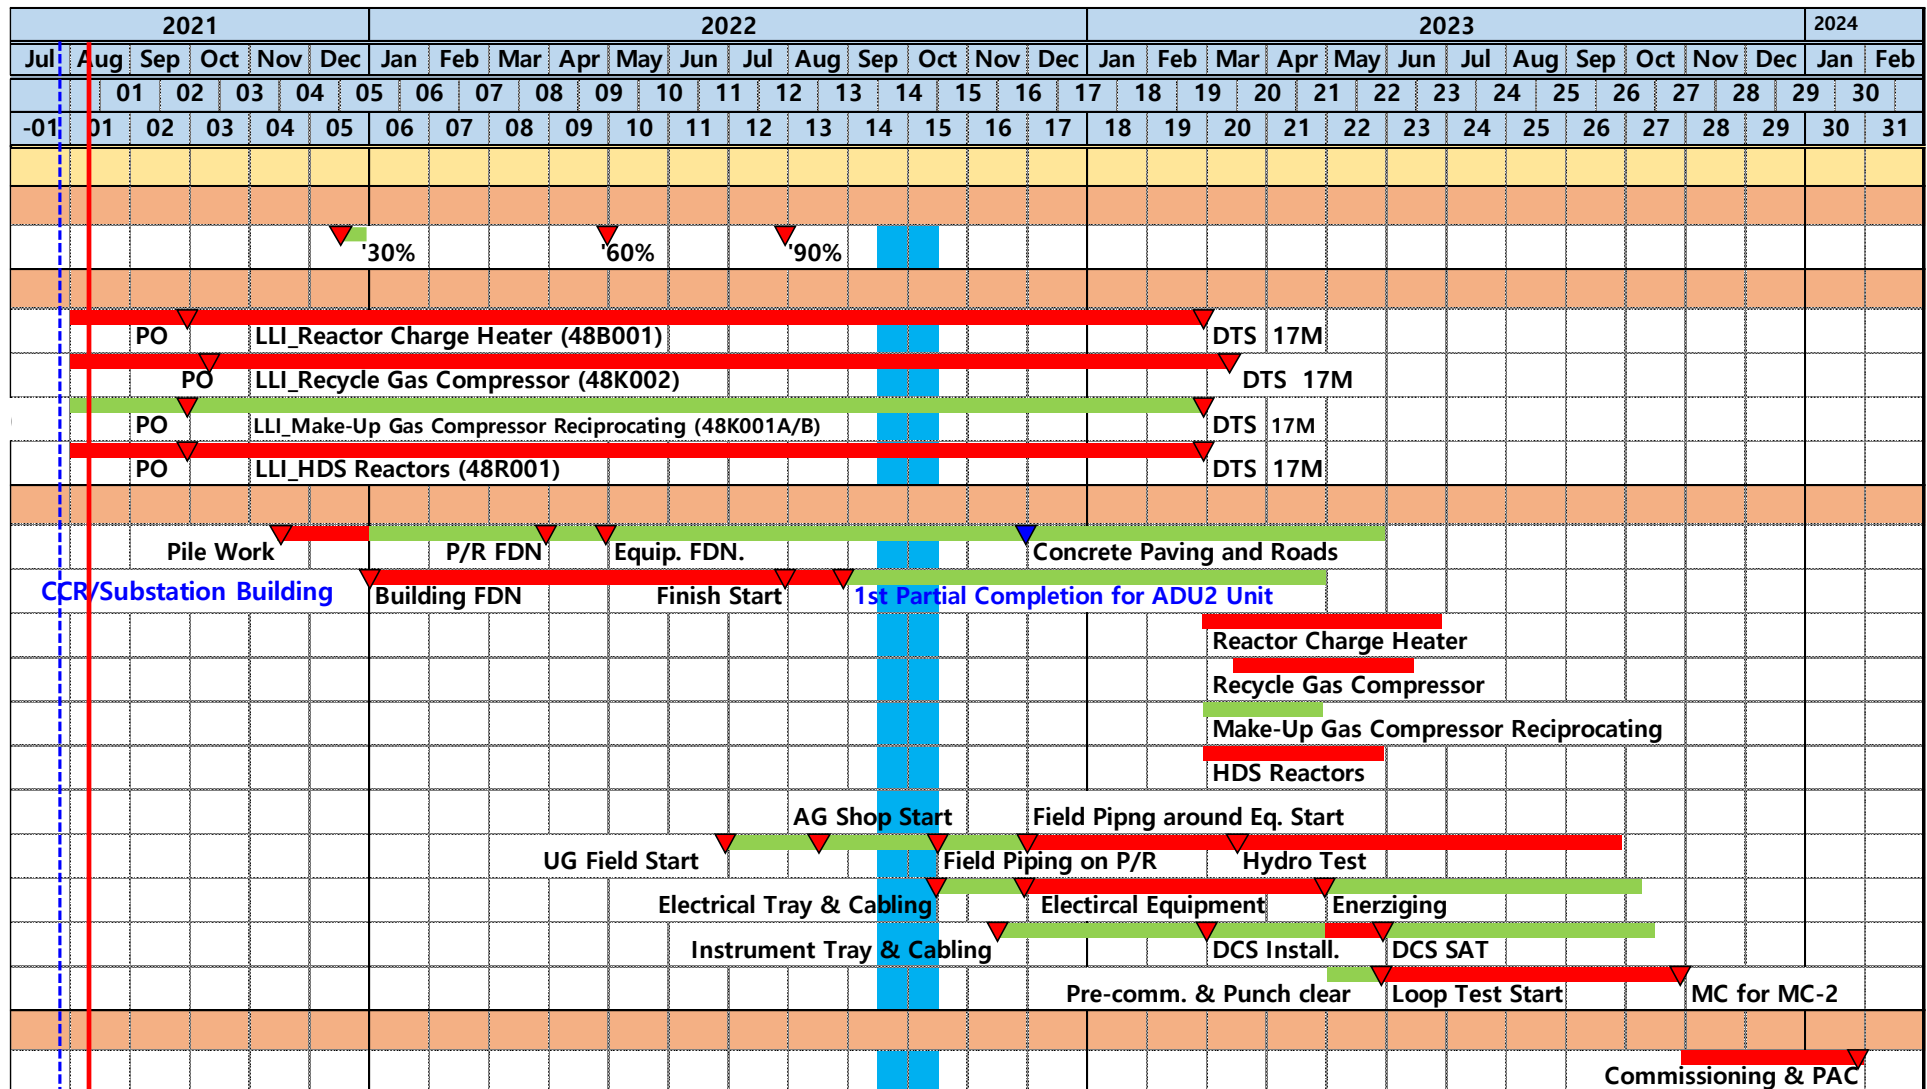 2021 2022 2023 2024
Jul Aug Sep Oct Nov Dec Jan Feb Mar Apr May Jun Jul Aug Sep Oct Nov Dec Jan Feb Mar Apr May Jun Jul Aug Sep Oct Nov Dec Jan Feb
01 02 03 04 05 06 07 08 09 10 11 12 13 14 15 16 17 18 19 20 21 22 23 24 25 26 27 28 29 30
-01 01 02 03 04 05 06 07 08 09 10 11 12 13 14 15 16 17 18 19 20 21 22 23 24 25 26 27 28 29 30 31
'30% '60% '90%
PO LLI_Reactor Charge Heater (48B001) DTS 17M
PO LLI_Recycle Gas Compressor (48K002) DTS 17M
PO LLI_Make-Up Gas Compressor Reciprocating (48K001A/B) DTS 17M
PO LLI_HDS Reactors (48R001) DTS 17M
Pile Work P/R FDN Equip. FDN. Concrete Paving and Roads
CCR/Substation Building Building FDN Finish Start 1st Partial Completion for ADU2 Unit
Reactor Charge Heater
Recycle Gas Compressor
Make-Up Gas Compressor Reciprocating
HDS Reactors
AG Shop Start Field Pipng around Eq. Start
UG Field Start Field Piping on P/R Hydro Test
Electrical Tray & Cabling Electircal Equipment Enerziging
Instrument Tray & Cabling DCS Install. DCS SAT
Pre-comm. & Punch clear Loop Test Start MC for MC-2
Commissioning & PAC